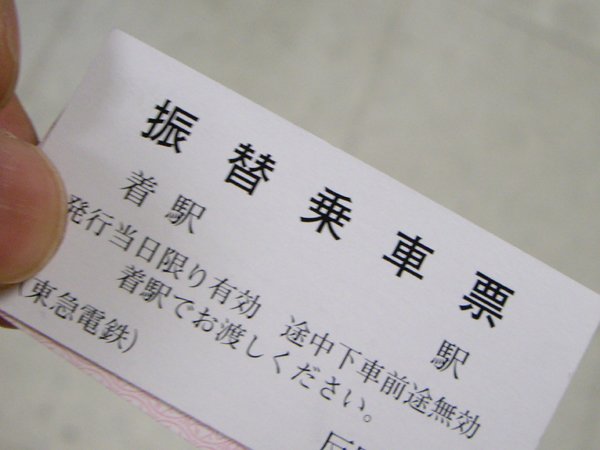 振替乗車票
着駅 駅
発行当日限り有効 途中下車前途無効
着駅でお渡しください。
(東急電鉄)